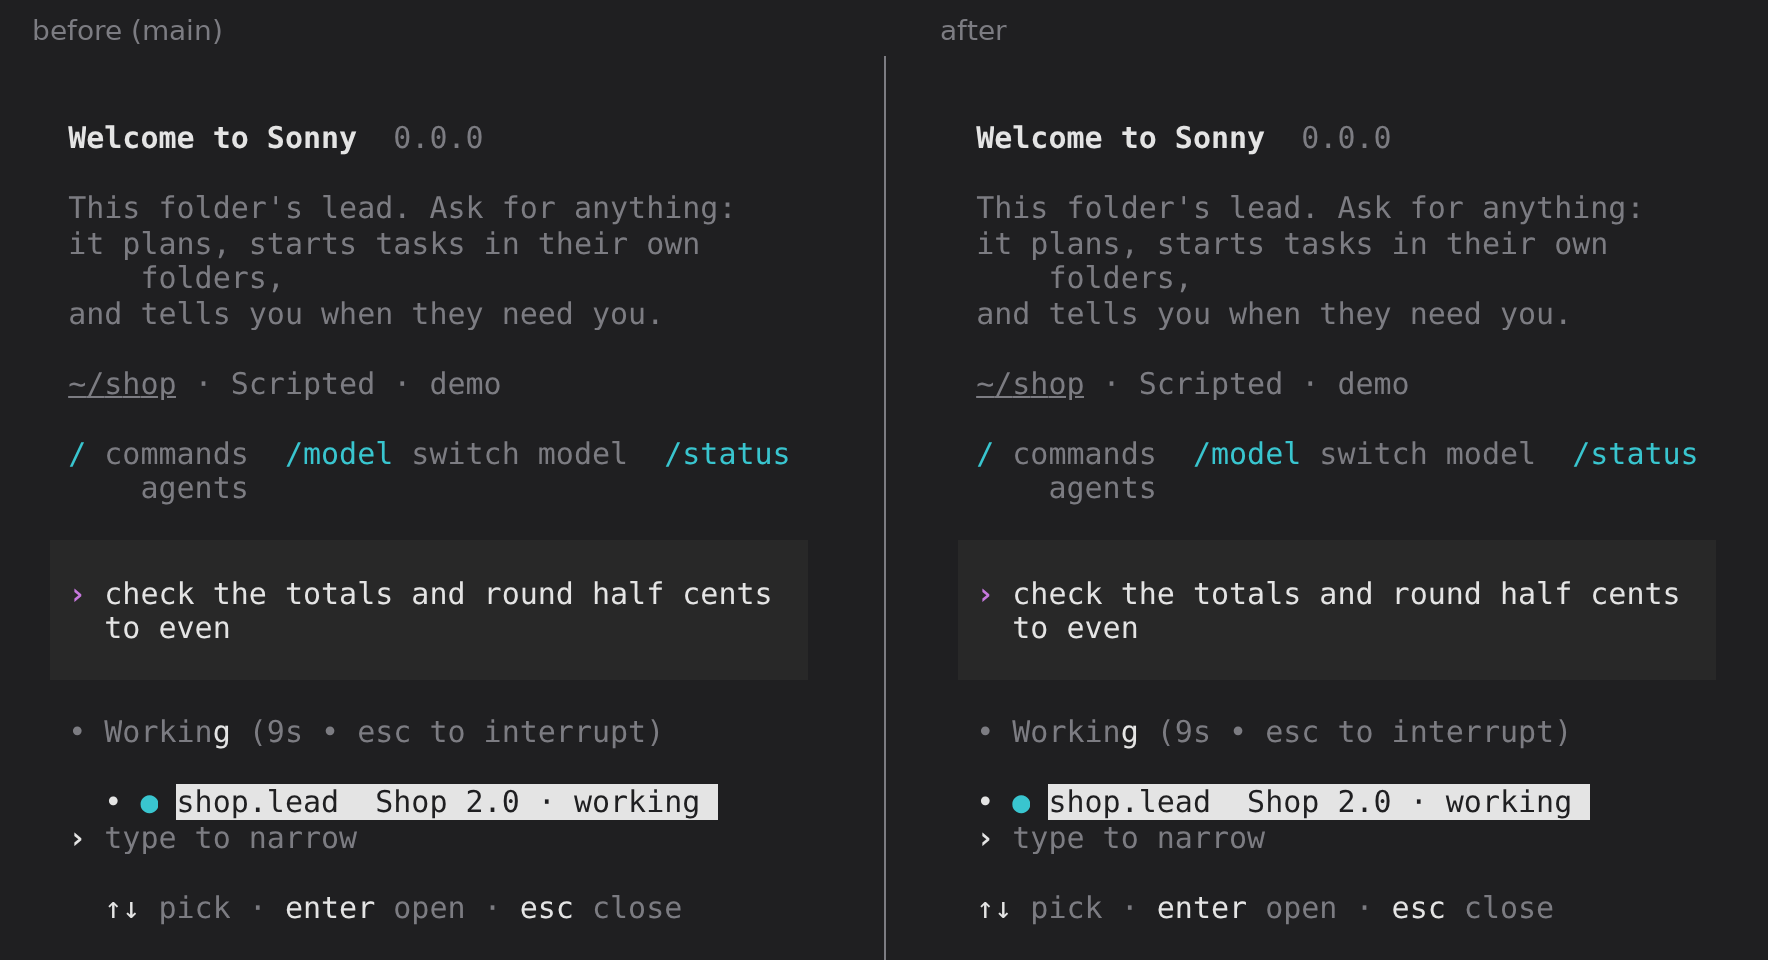 before (main)
Welcome to Sonny  0.0.0
This folder's lead. Ask for anything:
it plans, starts tasks in their own
folders,
and tells you when they need you.
~/shop · Scripted · demo
/ commands  /model switch model  /status
agents
› check the totals and round half cents
to even
• Working (9s • esc to interrupt)
• ● shop.lead  Shop 2.0 · working
› type to narrow
↑↓ pick · enter open · esc close
after
Welcome to Sonny  0.0.0
This folder's lead. Ask for anything:
it plans, starts tasks in their own
folders,
and tells you when they need you.
~/shop · Scripted · demo
/ commands  /model switch model  /status
agents
› check the totals and round half cents
to even
• Working (9s • esc to interrupt)
• ● shop.lead  Shop 2.0 · working
› type to narrow
↑↓ pick · enter open · esc close